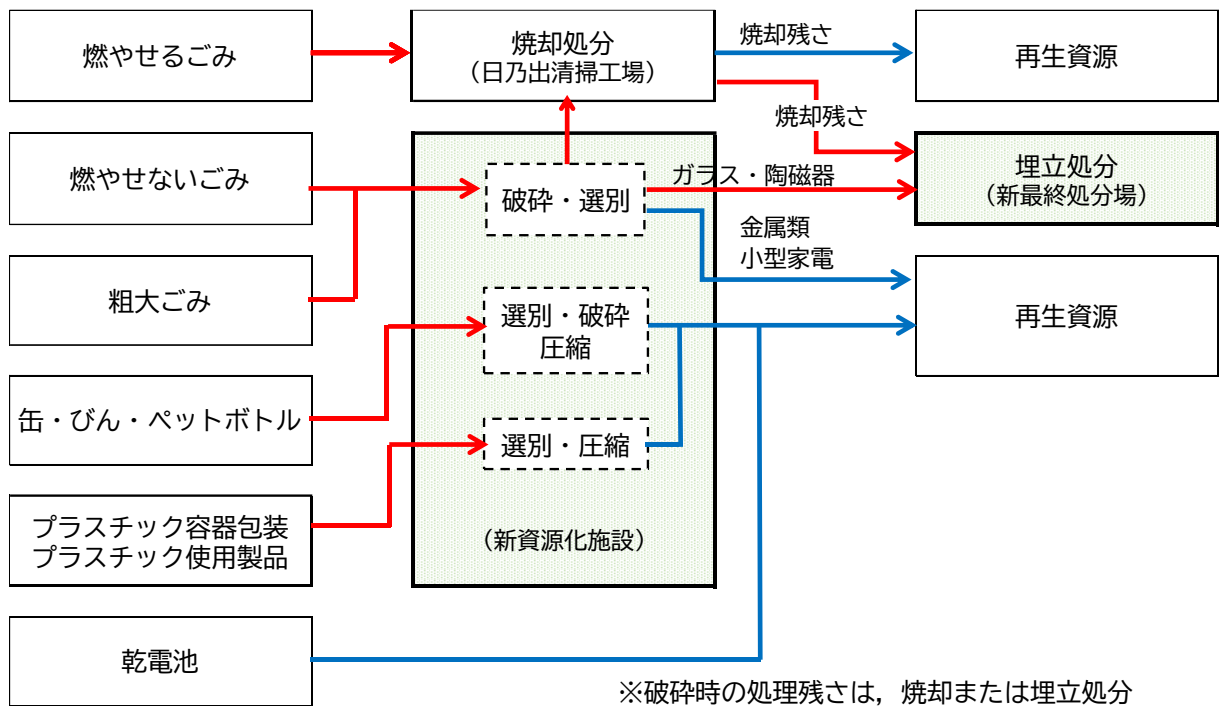 燃やせるごみ
焼却処分
（日乃出清掃工場）
焼却残さ
再生資源
焼却残さ
燃やせないごみ
破砕・選別
ガラス・陶磁器
埋立処分
（新最終処分場）
金属類
小型家電
粗大ごみ
選別・破砕
圧縮
再生資源
缶・びん・ペットボトル
選別・圧縮
プラスチック容器包装
プラスチック使用製品
（新資源化施設）
乾電池
※破砕時の処理残さは，焼却または埋立処分